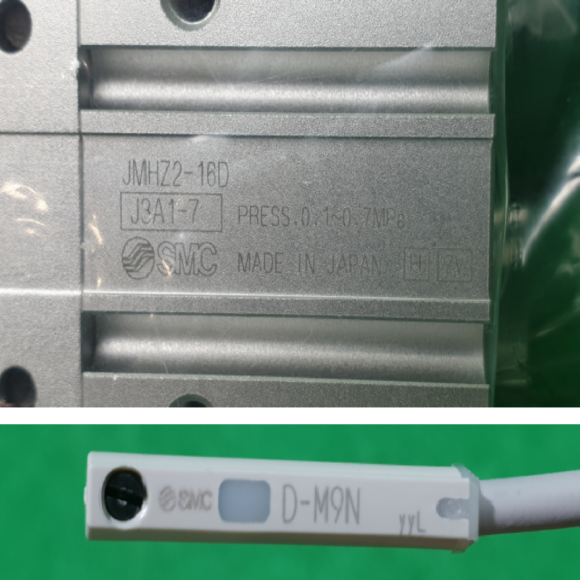 JMHZ2-16D
J3A1-7 PRESS.0.1~0.7MPa
SMC MADE IN JAPAN
SMC D-M9N
yyL